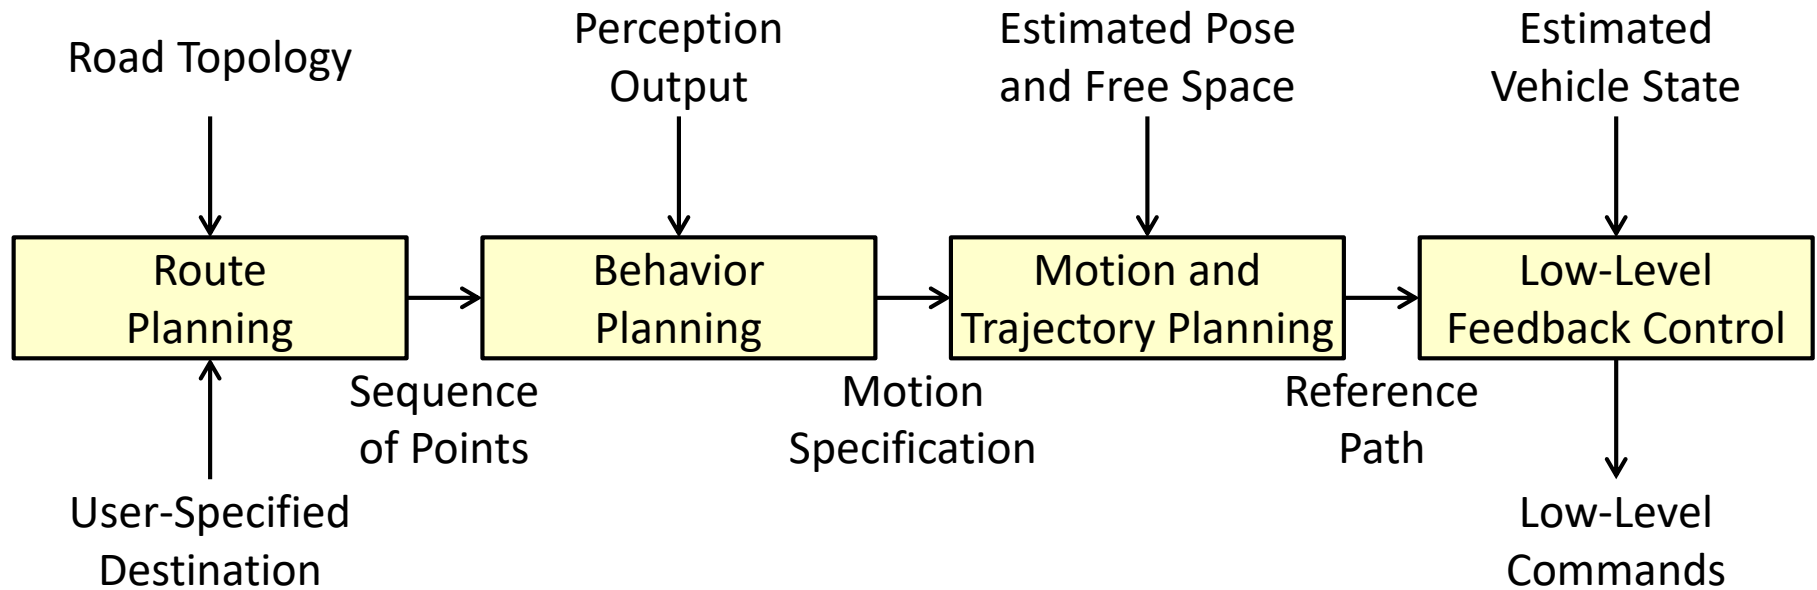 Road Topology
Perception
Output
Estimated Pose
and Free Space
Estimated
Vehicle State
Route
Planning
Behavior
Planning
Motion and
Trajectory Planning
Low-Level
Feedback Control
Sequence
of Points
Motion
Specification
Reference
Path
User-Specified
Destination
Low-Level
Commands